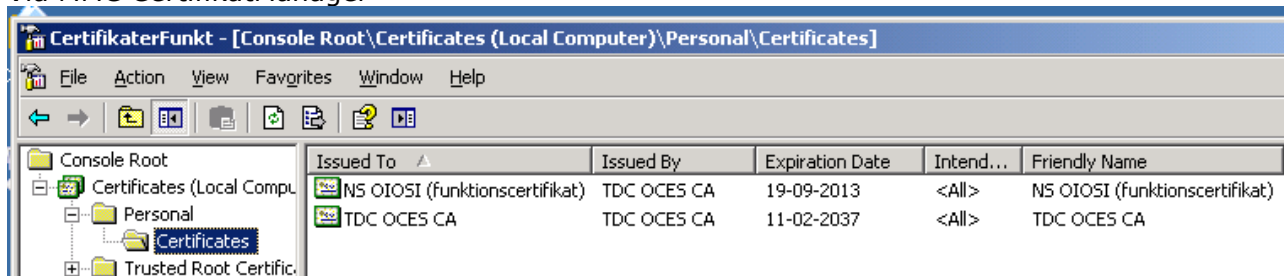 CertifikaterFunkt - [Console Root\Certificates (Local Computer)\Personal\Certificates]
File Action View Favorites Window Help
Console Root
Certificates (Local Compu
Personal
Certificates
Trusted Root Certific.
Issued To Issued By Expiration Date Intend... Friendly Name
NS OIOSI (funktionscertifikat) TDC OCES CA 19-09-2013 <All> NS OIOSI (funktionscertifikat)
TDC OCES CA TDC OCES CA 11-02-2037 <All> TDC OCES CA